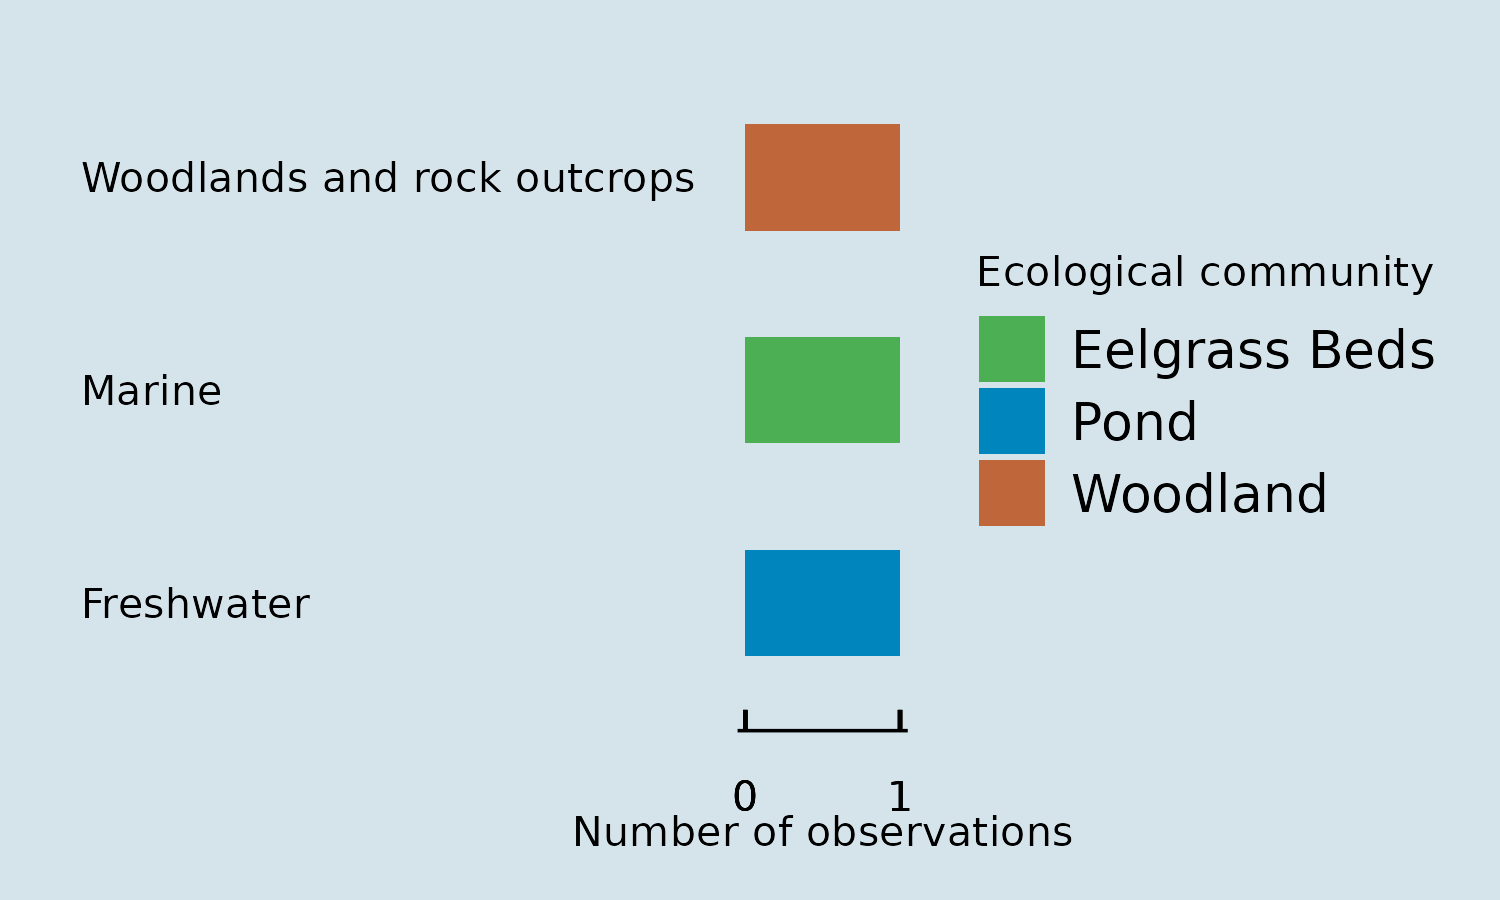 Woodlands and rock outcrops
Marine
Freshwater
Ecological community
Eelgrass Beds
Pond
Woodland
0 1
Number of observations